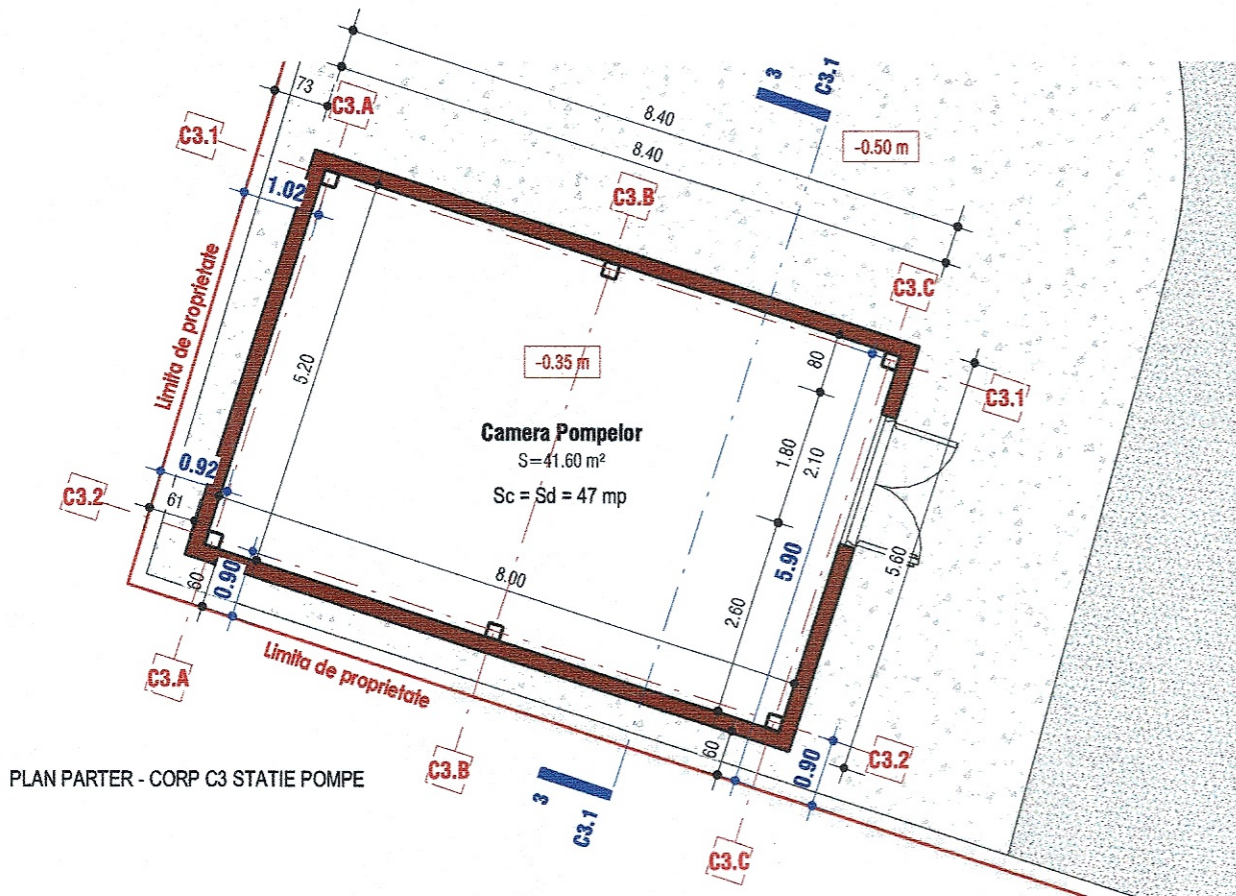 73
C3.A
C3.1
8.40
8.40
3
C3.1
-0.50 m
1.02
C3.B
C3.C
Limita de proprietate
5.20
-0.35 m
80
C3.1
Camera Pompelor
S=41.60 m²
Sc = Sd = 47 mp
1.80
2.10
0.92
C3.2
61
5.90
5.60
60
0.90
8.00
2.60
Limita de proprietate
C3.A
60
0.90
C3.2
C3.B
PLAN PARTER - CORP C3 STATIE POMPE
3
C3.1
C3.C